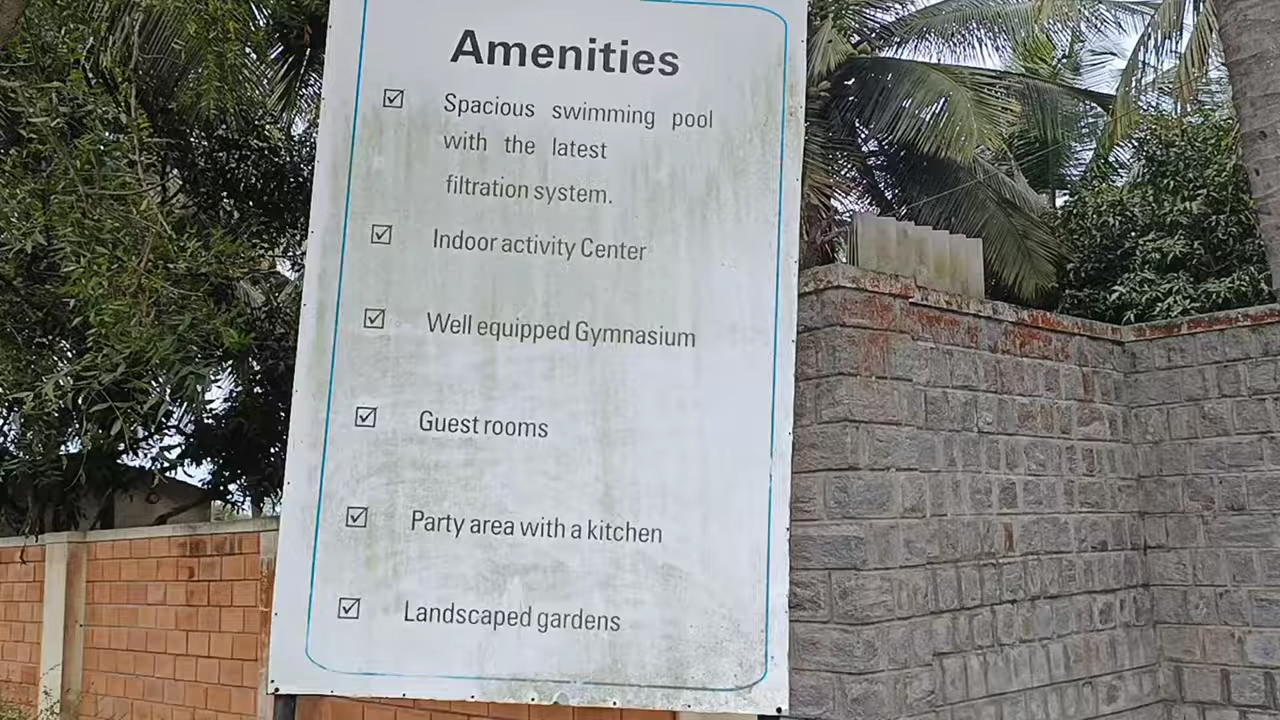 Amenities
☑ Spacious swimming pool
with the latest
filtration system.
☑ Indoor activity Center
☑ Well equipped Gymnasium
☑ Guest rooms
☑ Party area with a kitchen
☑ Landscaped gardens